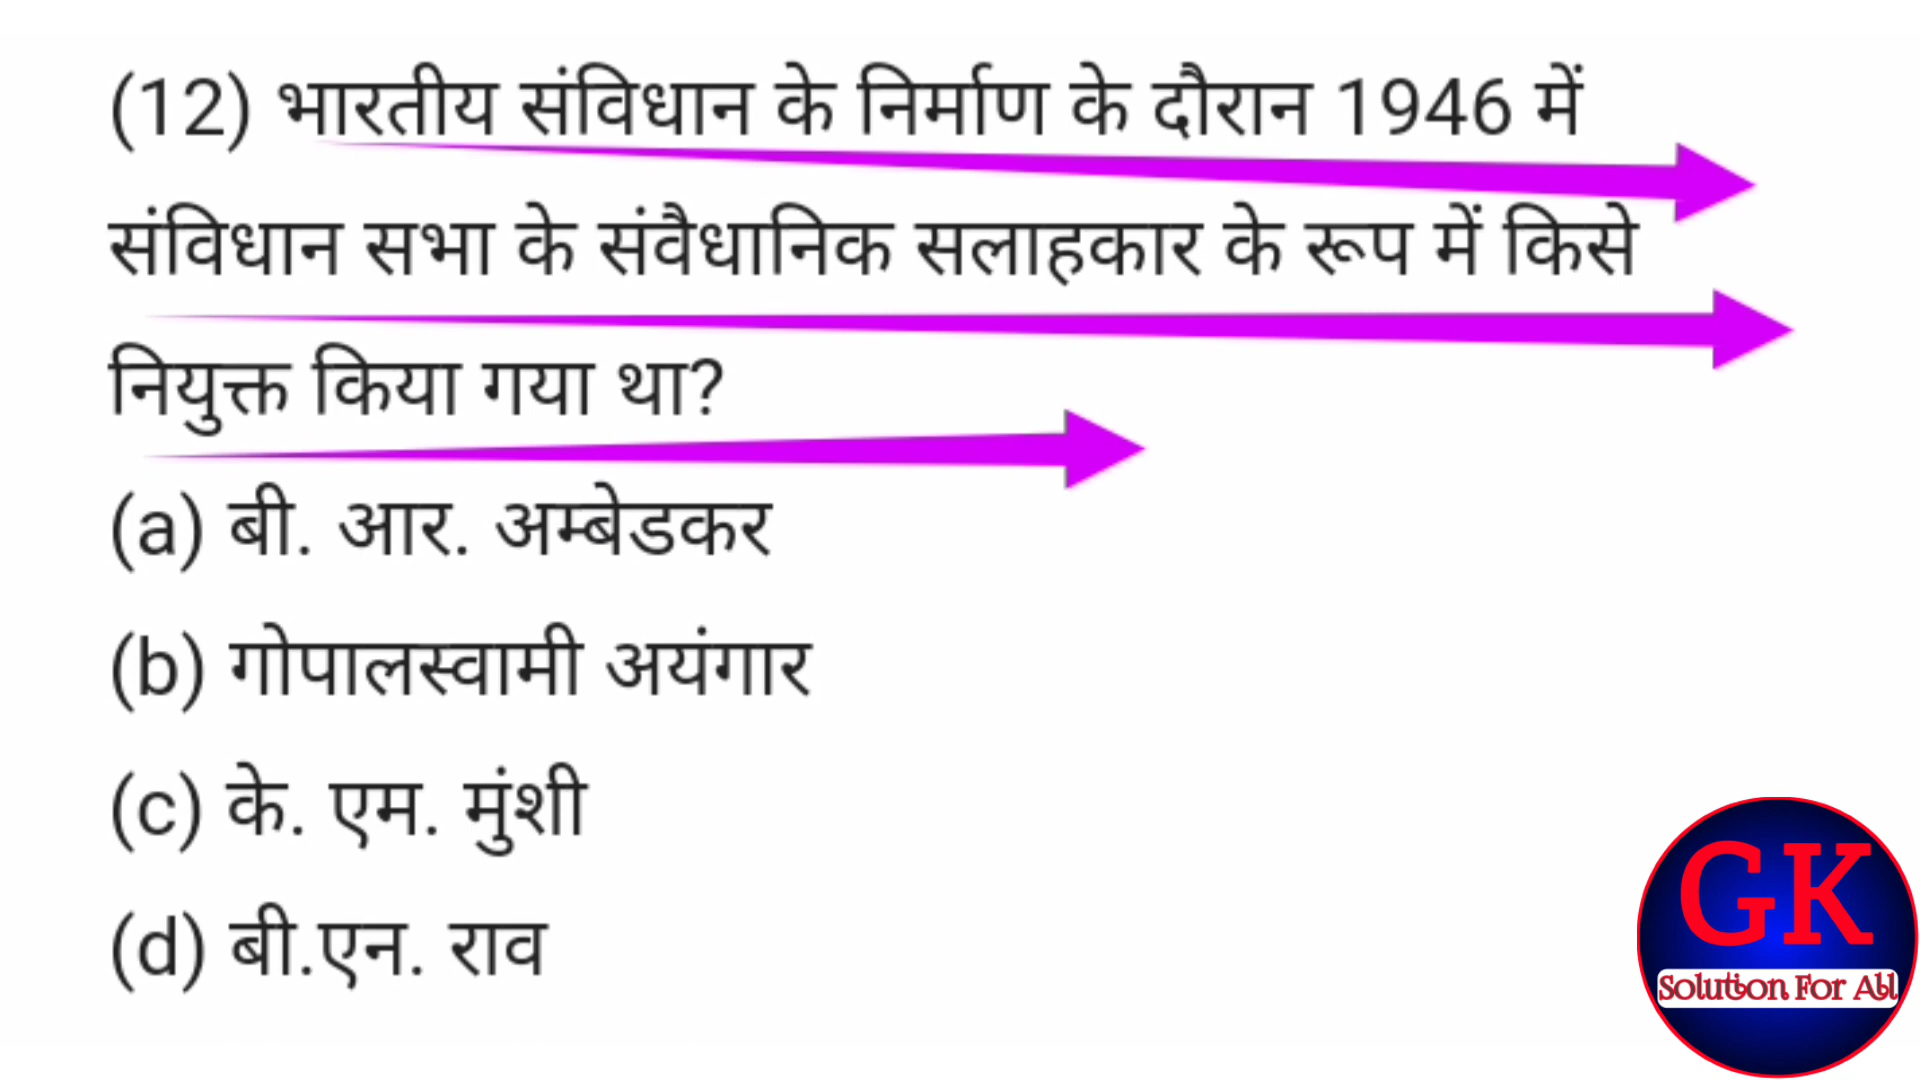 (12) भारतीय संविधान के निर्माण के दौरान 1946 में
संविधान सभा के संवैधानिक सलाहकार के रूप में किसे
नियुक्त किया गया था?
(a) बी. आर. अम्बेडकर
(b) गोपालस्वामी अयंगार
(c) के. एम. मुंशी
(d) बी.एन. राव
GK
Solution For All